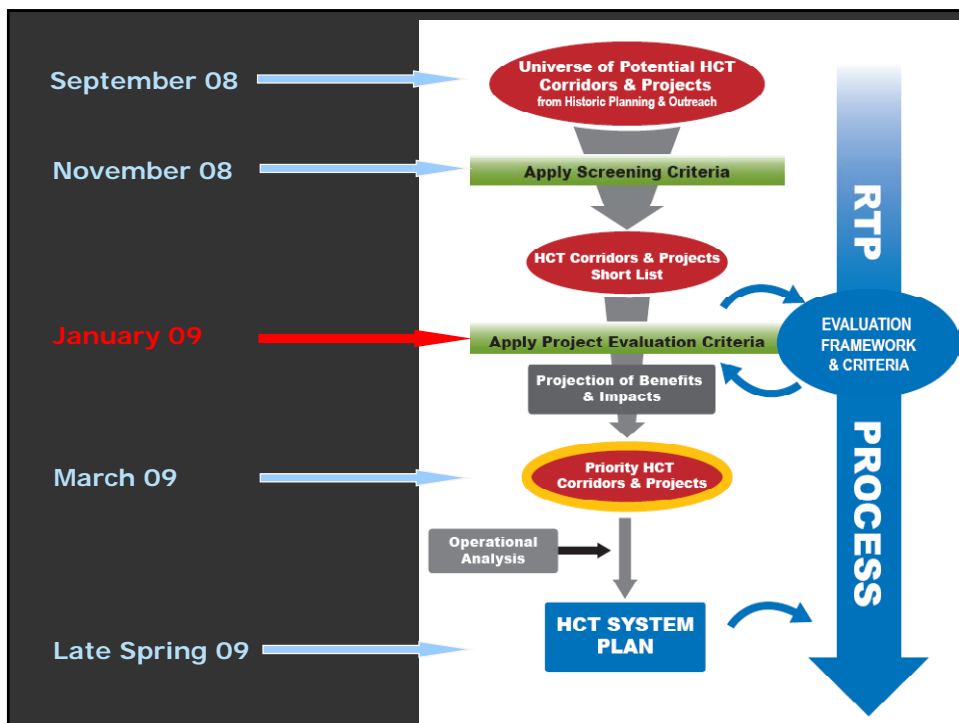 September 08
Universe of Potential HCT
Corridors & Projects
from Historic Planning & Outreach
November 08
Apply Screening Criteria
HCT Corridors & Projects
Short List
January 09
Apply Project Evaluation Criteria
Projection of Benefits
& Impacts
March 09
Priority HCT
Corridors & Projects
Operational
Analysis
Late Spring 09
HCT SYSTEM
PLAN
RTP
EVALUATION
FRAMEWORK
& CRITERIA
PROCESS